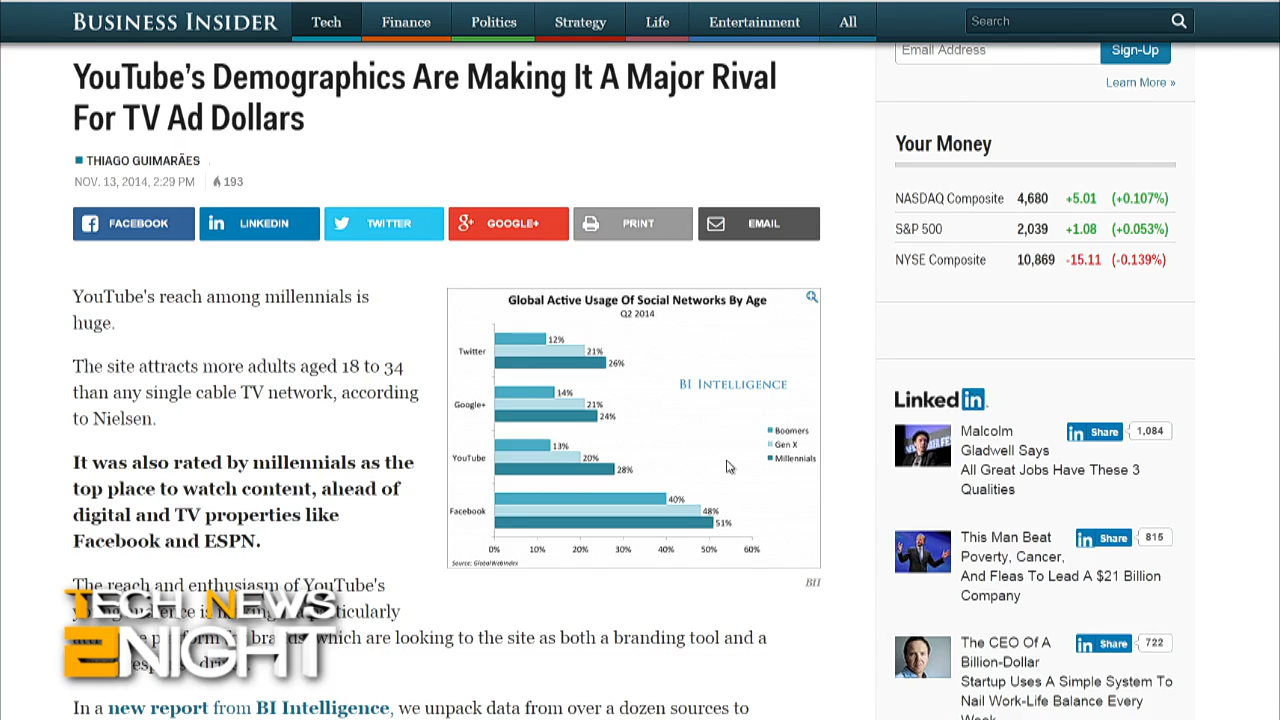 BUSINESS INSIDER
Tech
Finance
Politics
Strategy
Life
Entertainment
All
Search
YouTube's Demographics Are Making It A Major Rival
For TV Ad Dollars
THIAGO GUIMARÃES
NOV. 13, 2014, 2:29 PM
193
FACEBOOK
in LINKEDIN
TWITTER
g+ GOOGLE+
PRINT
EMAIL
YouTube's reach among millennials is
huge.
The site attracts more adults aged 18 to 34
than any single cable TV network, according
to Nielsen.
It was also rated by millennials as the
top place to watch content, ahead of
digital and TV properties like
Facebook and ESPN.
The reach and enthusiasm of YouTube's
which are looking to the site as both a branding tool and a
In a new report from BI Intelligence, we unpack data from over a dozen sources to
Global Active Usage Of Social Networks By Age
Q2 2014
Twitter
12%
21%
26%
BI INTELLIGENCE
Google+
14%
21%
24%
Boomers
Gen X
Millennials
YouTube
13%
20%
28%
Facebook
40%
48%
51%
0% 10% 20% 30% 40% 50% 60%
Source: GlobalWebIndex
BII
TECH NEWS
2NIGHT
Email Address
Sign-Up
Learn More »
Your Money
NASDAQ Composite 4,680 +5.01 (+0.107%)
S&P 500 2,039 +1.08 (+0.053%)
NYSE Composite 10,869 -15.11 (-0.139%)
Linked in
Malcolm
Gladwell Says
All Great Jobs Have These 3
Qualities
in Share 1,084
This Man Beat
Poverty, Cancer,
And Fleas To Lead A $21 Billion
Company
in Share 815
The CEO Of A
Billion-Dollar
Startup Uses A Simple System To
Nail Work-Life Balance Every
in Share 722